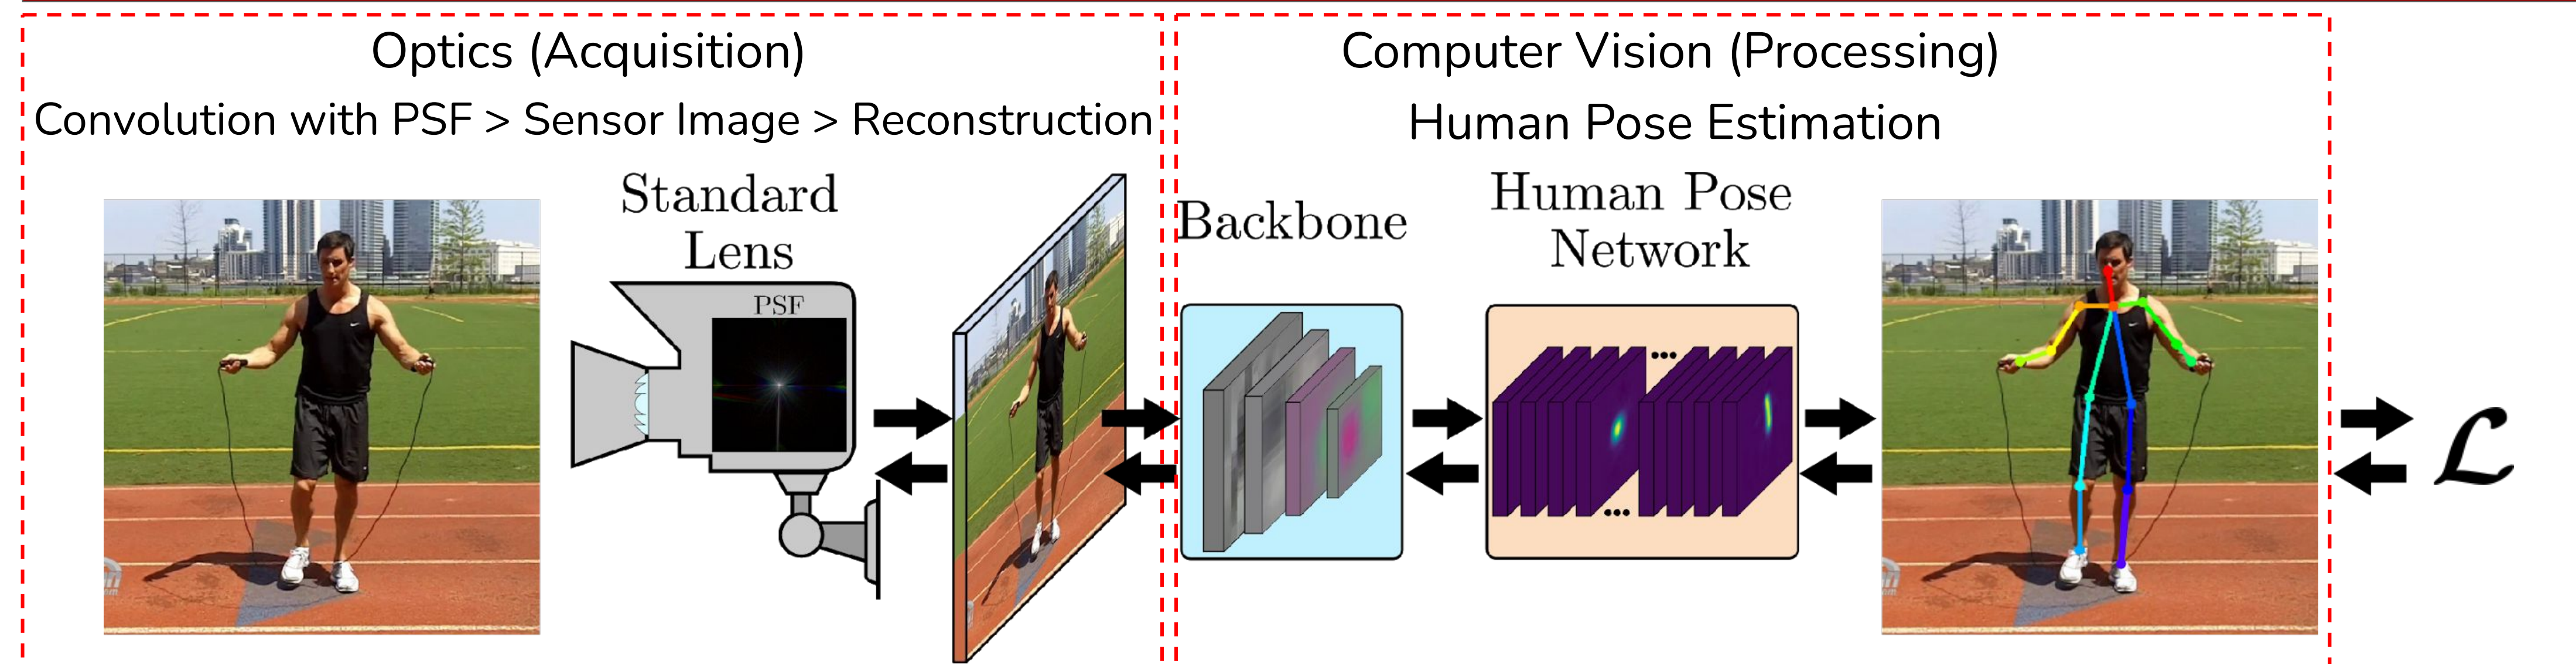 Optics (Acquisition)
Convolution with PSF > Sensor Image > Reconstruction
Standard
Lens
PSF
Computer Vision (Processing)
Human Pose Estimation
Backbone
Human Pose
Network
...
...
ℒ